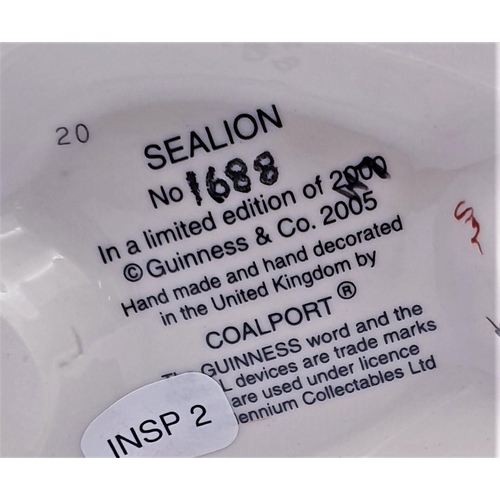 20
SEALION
No 1688
In a limited edition of 2000
© Guinness & Co. 2005
Hand made and hand decorated
in the United Kingdom by
COALPORT ®
GUINNESS word and the
devices are trade marks
are used under licence
Collectables Ltd
INSP 2